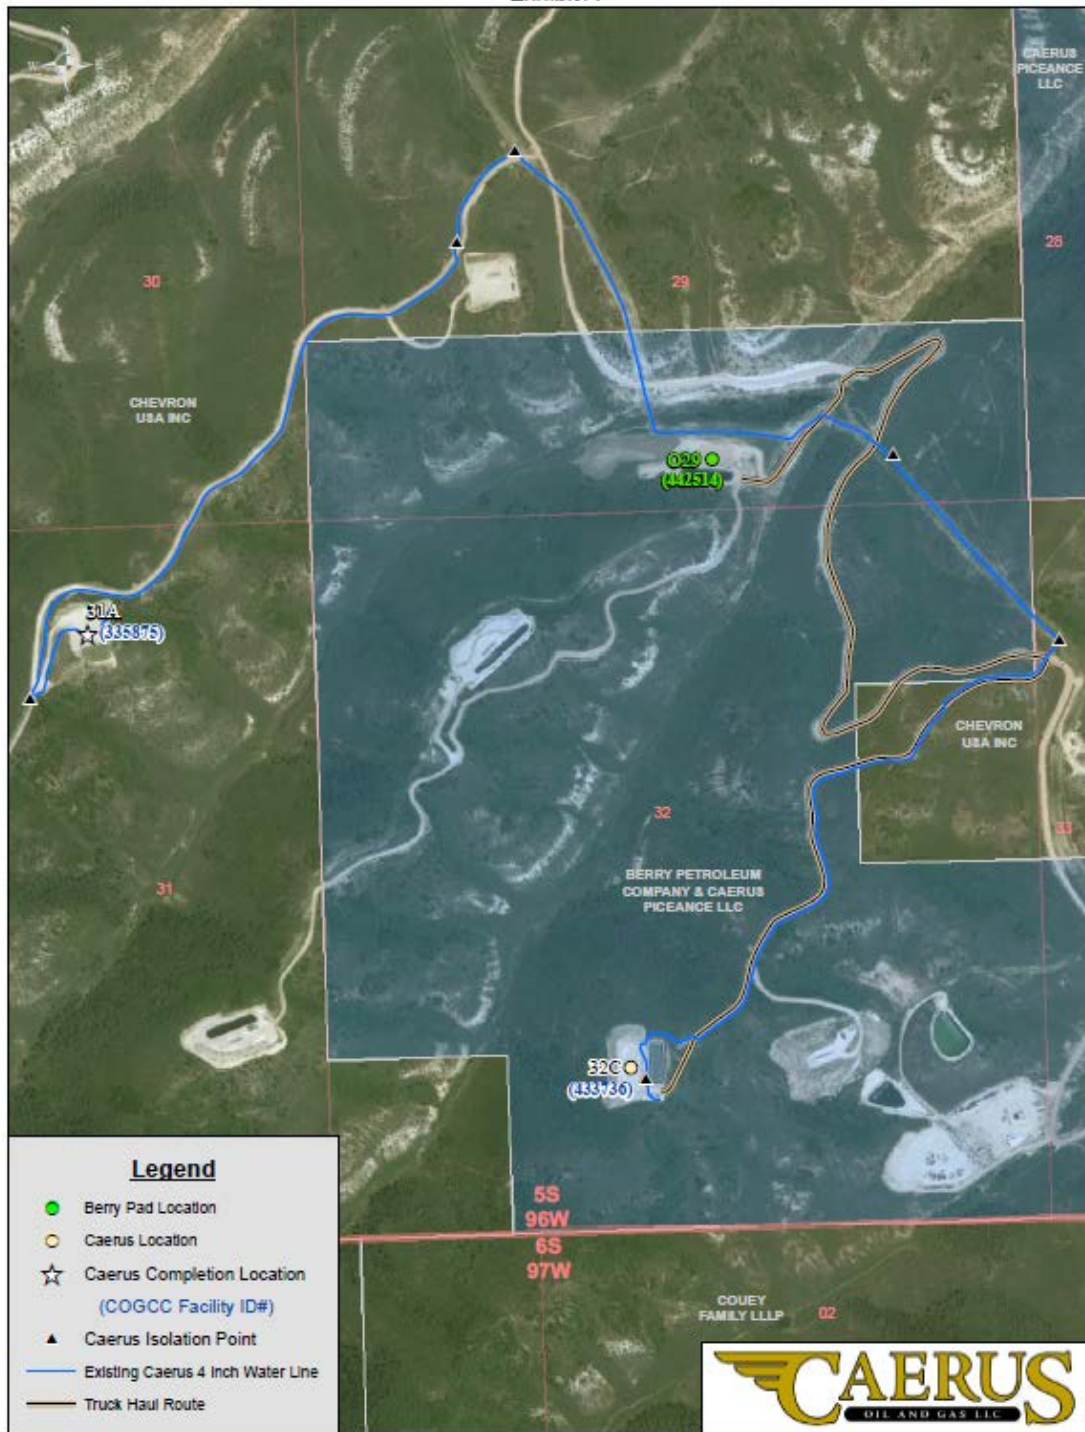 N
W
E
CAERUS
PICEANCE
LLC
28
30
29
CHEVRON
USA INC
O29
(442514)
31A
(335875)
CHEVRON
USA INC
32
33
31
BERRY PETROLEUM
COMPANY & CAERUS
PICEANCE LLC
32C
(433736)
5S
96W
6S
97W
COUEY
FAMILY LLLP
02
Legend
Berry Pad Location
Caerus Location
Caerus Completion Location
(COGCC Facility ID#)
Caerus Isolation Point
Existing Caerus 4 Inch Water Line
Truck Haul Route
CAERUS
OIL AND GAS LLC